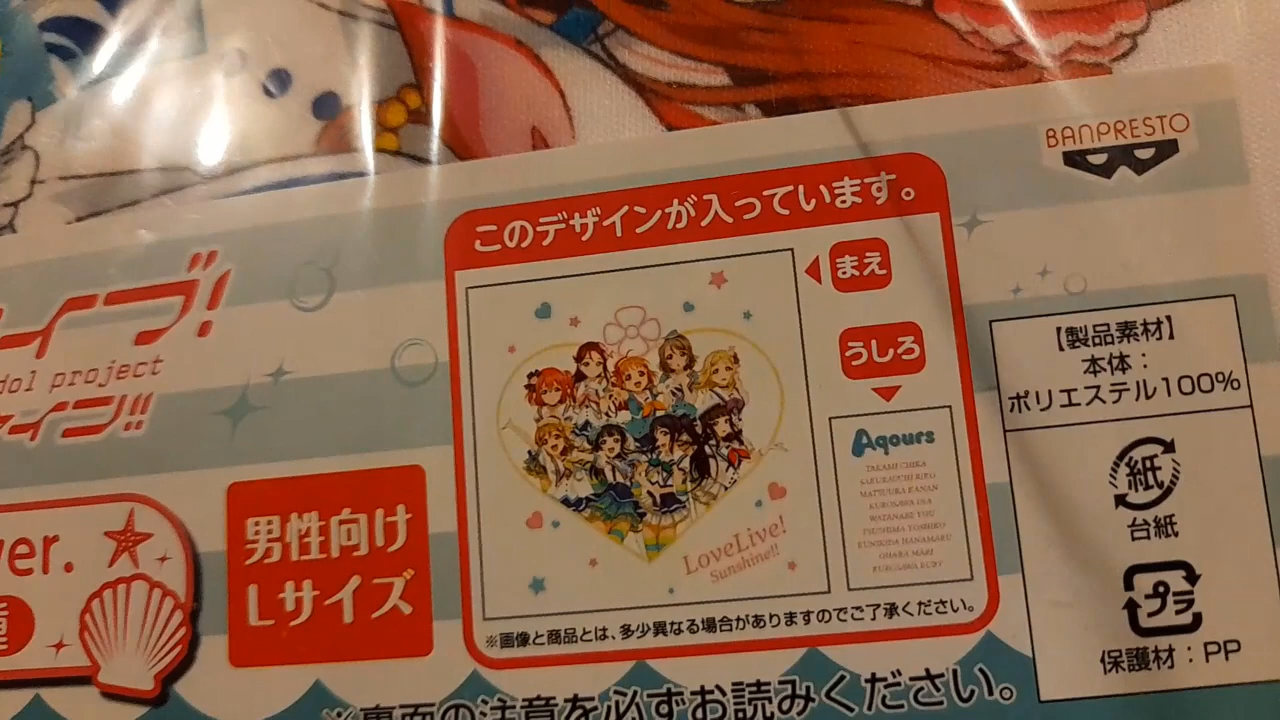 BANPRESTO
このデザインが入っています。
まえ
うしろ
イブ!
idol project
イン!!
ver.
男性向け
Lサイズ
LoveLive!
Sunshine!!
Aqours
TAKAMI CHIKA
SAKURAUCHI RIKO
MATSUURA KANAN
KUROSAWA DIA
WATANABE YOU
TSUSHIMA YOSHIKO
KUNIKIDA HANAMARU
OHARA MARI
KUROSAWA RUBY
※画像と商品とは、多少異なる場合がありますのでご了承ください。
※裏面の注意を必ずお読みください。
【製品素材】
本体:
ポリエステル100%
紙
台紙
プラ
保護材:PP